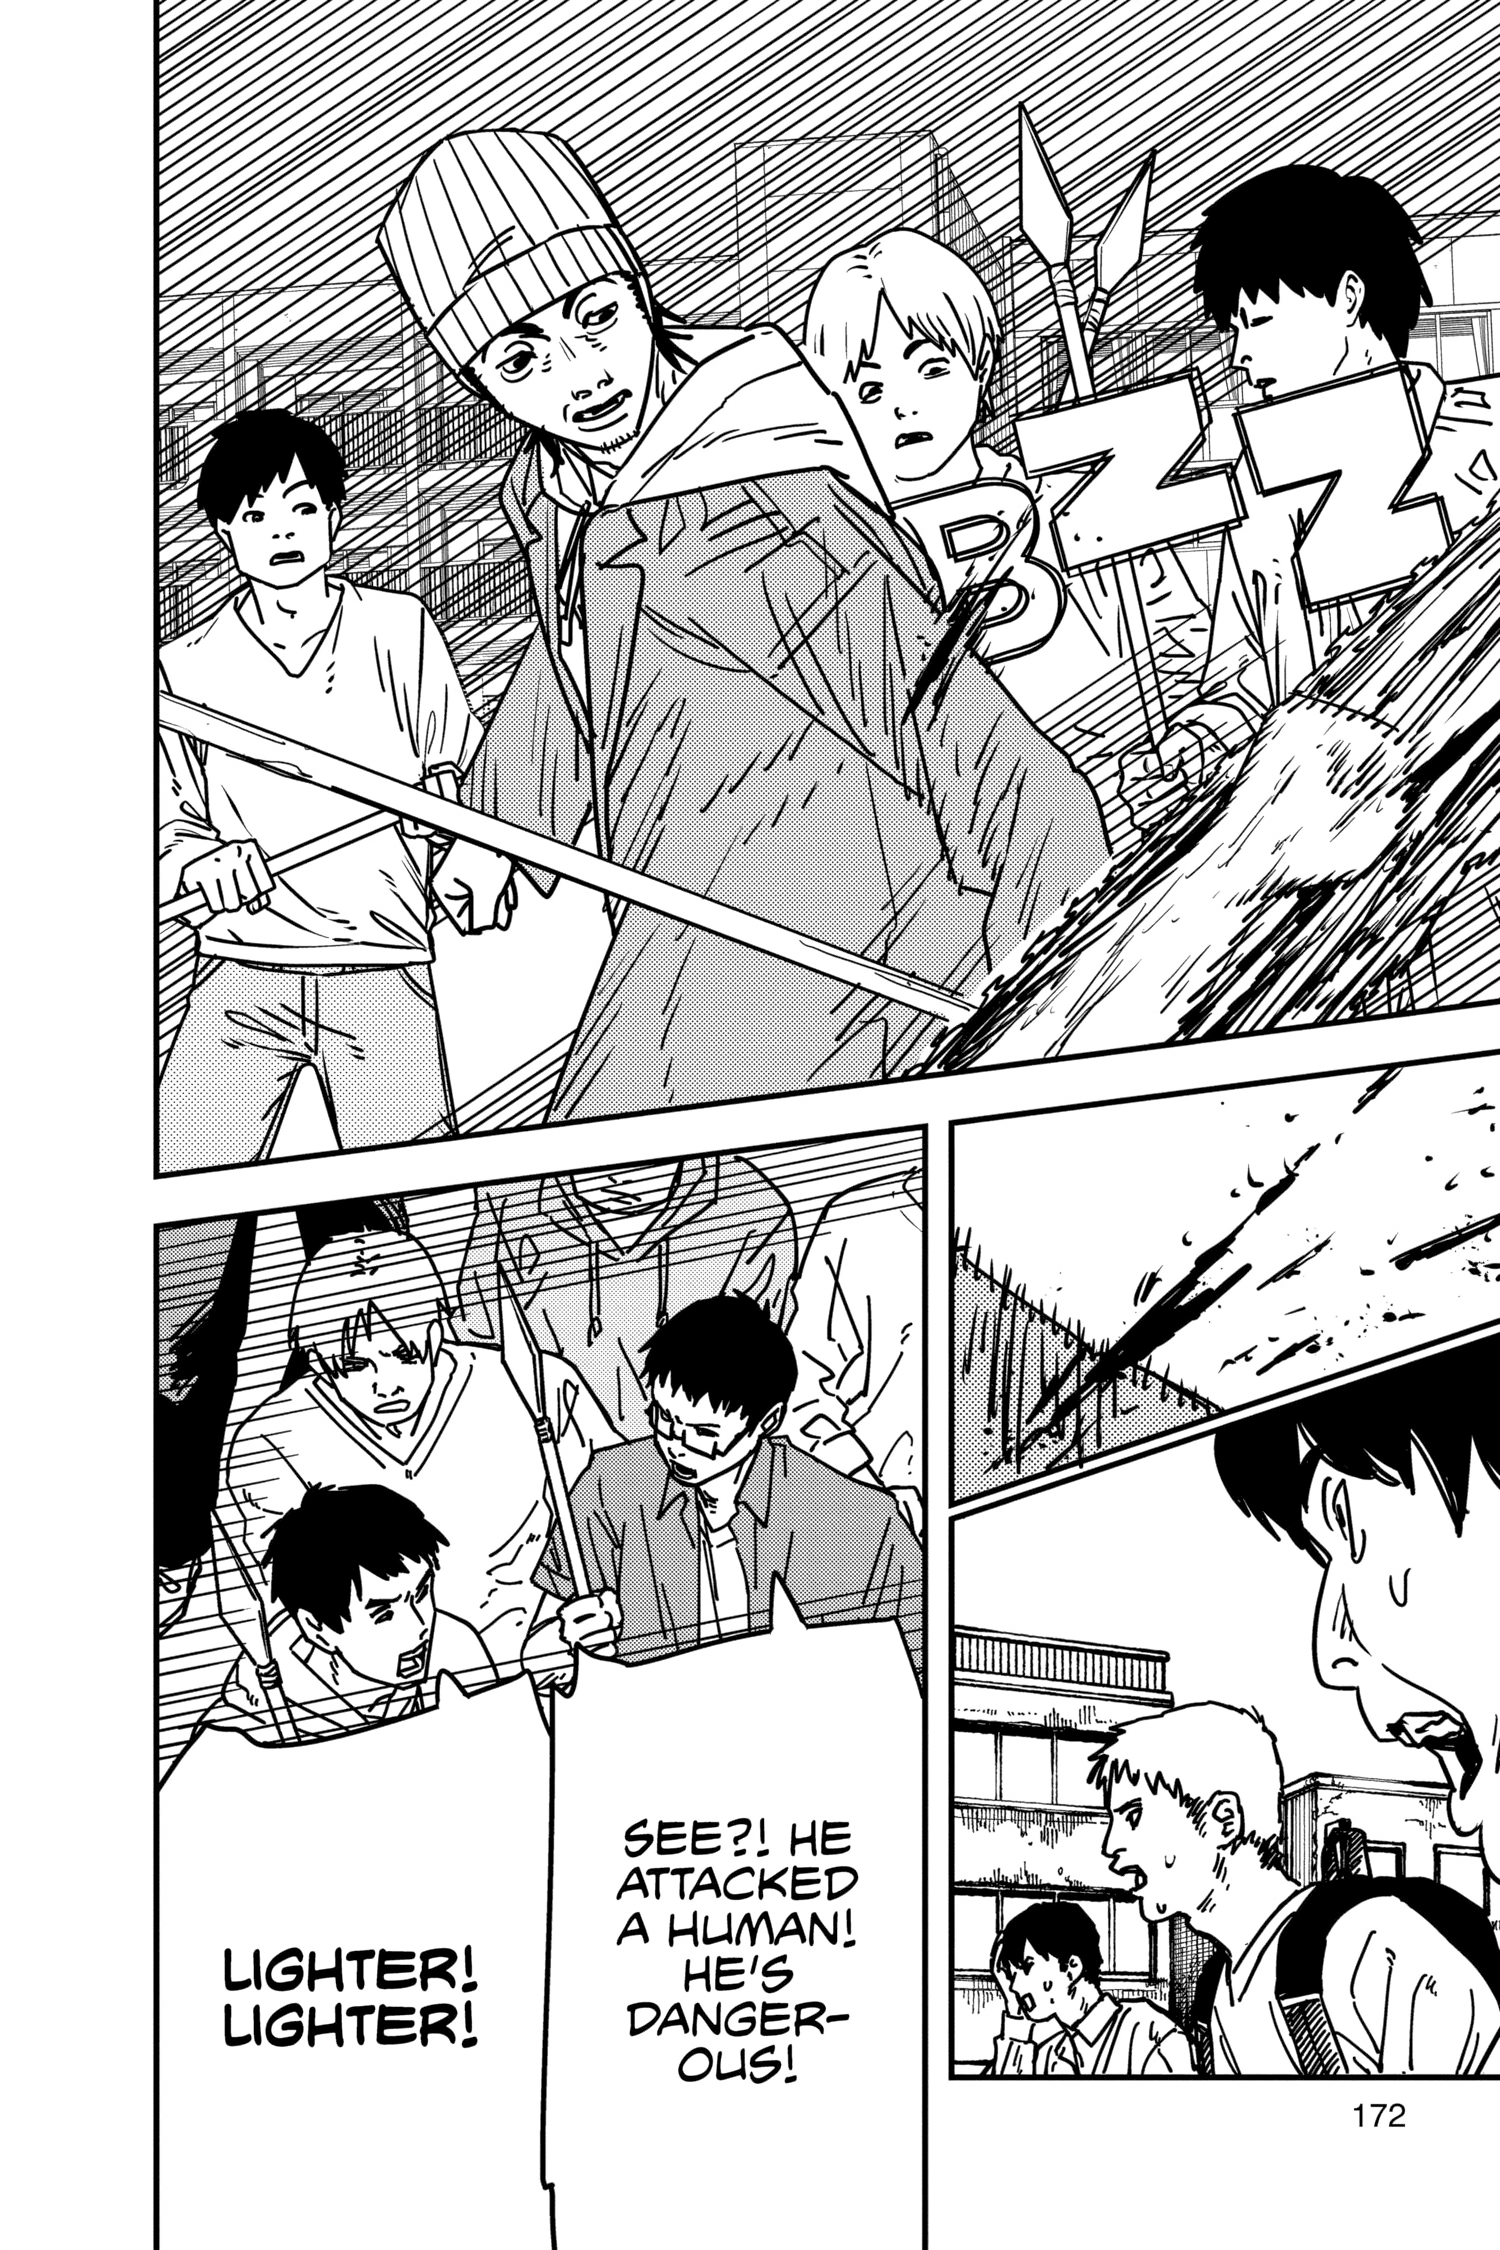 BZZ
SEE?! HE
ATTACKED
A HUMAN!
HE'S
DANGER-
OUS!
LIGHTER!
LIGHTER!
172